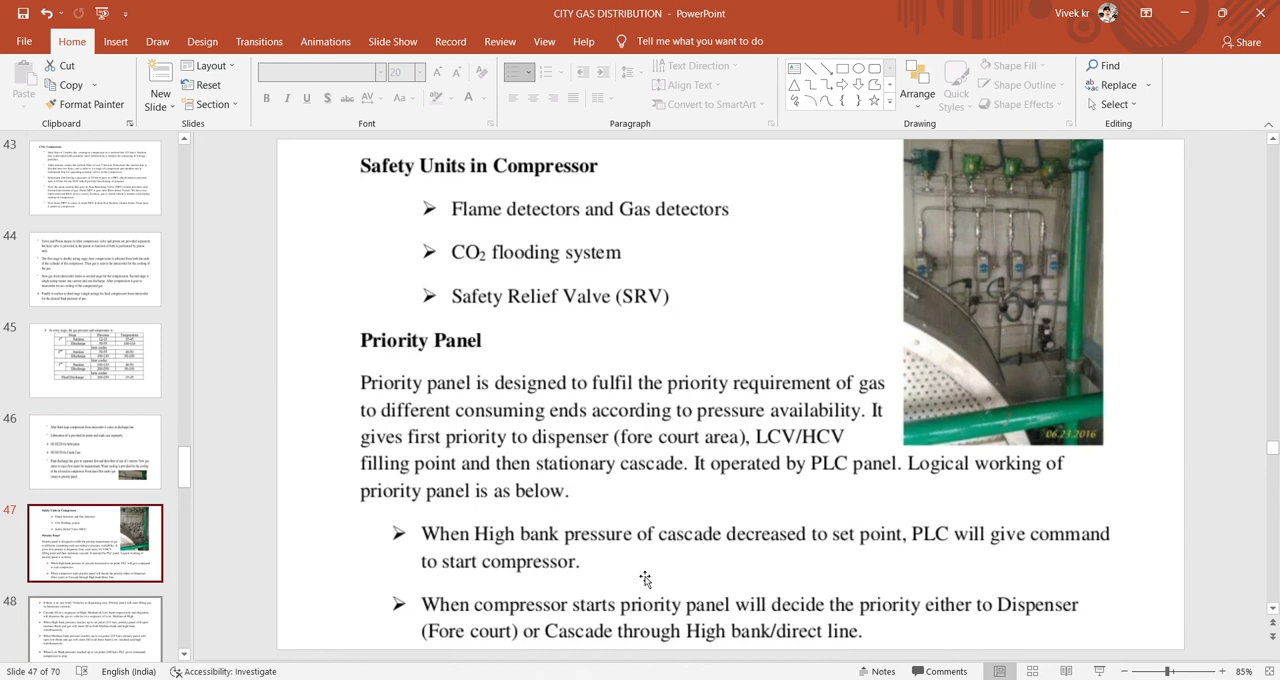 CITY GAS DISTRIBUTION - PowerPoint
Vivek kr
File Home Insert Draw Design Transitions Animations Slide Show Record Review View Help Tell me what you want to do Share
Paste
Cut
Copy
Format Painter
Clipboard
New Slide
Layout
Reset
Section
Slides
20
B I U S abc AV Aa A
Font
Text Direction
Align Text
Convert to SmartArt
Paragraph
Arrange
Quick Styles
Shape Fill
Shape Outline
Shape Effects
Drawing
Find
Replace
Select
Editing
43
44
45
46
47
48
Safety Units in Compressor
Flame detectors and Gas detectors
CO2 flooding system
Safety Relief Valve (SRV)
Priority Panel
Priority panel is designed to fulfil the priority requirement of gas
to different consuming ends according to pressure availability. It
gives first priority to dispenser (fore court area), LCV/HCV
filling point and then stationary cascade. It operated by PLC panel. Logical working of
priority panel is as below.
When High bank pressure of cascade decreased to set point, PLC will give command
to start compressor.
When compressor starts priority panel will decide the priority either to Dispenser
(Fore court) or Cascade through High bank/direct line.
06.23.2016
Slide 47 of 70 English (India) Accessibility: Investigate Notes Comments 85%